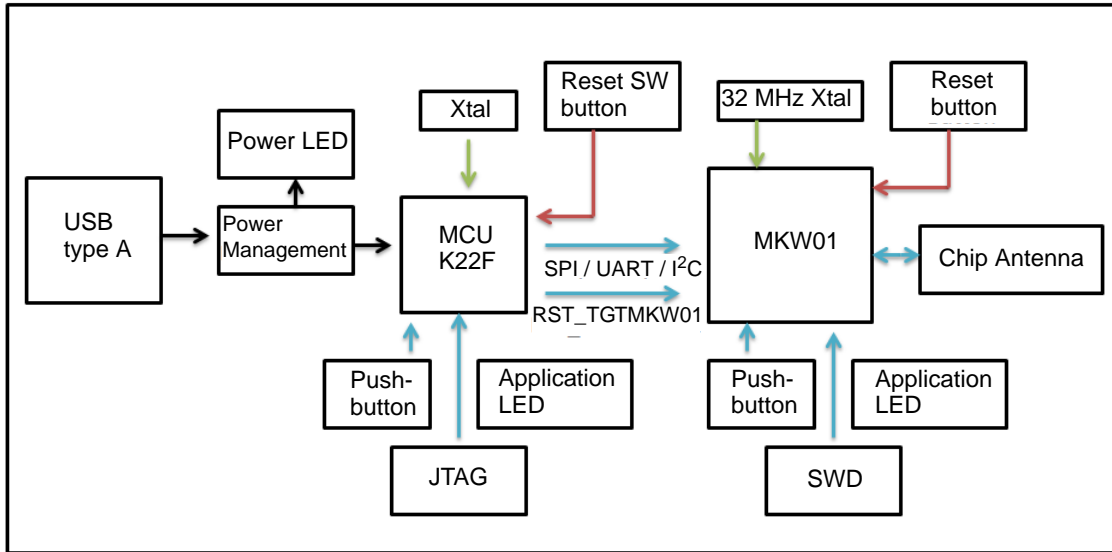 Reset SW
button
Reset
button
Xtal
32 MHz Xtal
Power LED
USB
type A
Power
Management
MCU
K22F
MKW01
SPI / UART / I²C
Chip Antenna
RST_TGTMKW01
Push-
button
Application
LED
Push-
button
Application
LED
JTAG
SWD